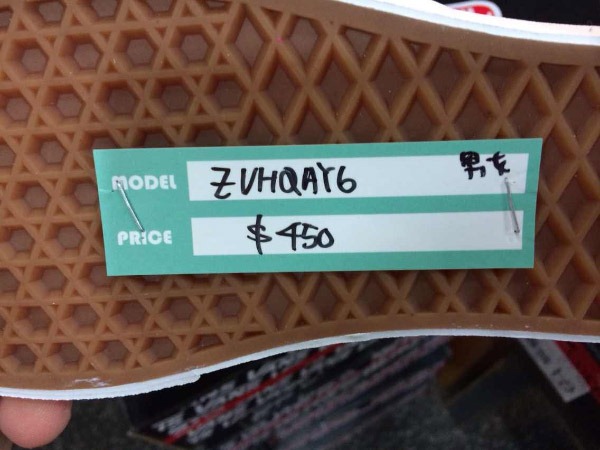 MODEL ZVHQAY6 男女
PRICE $450